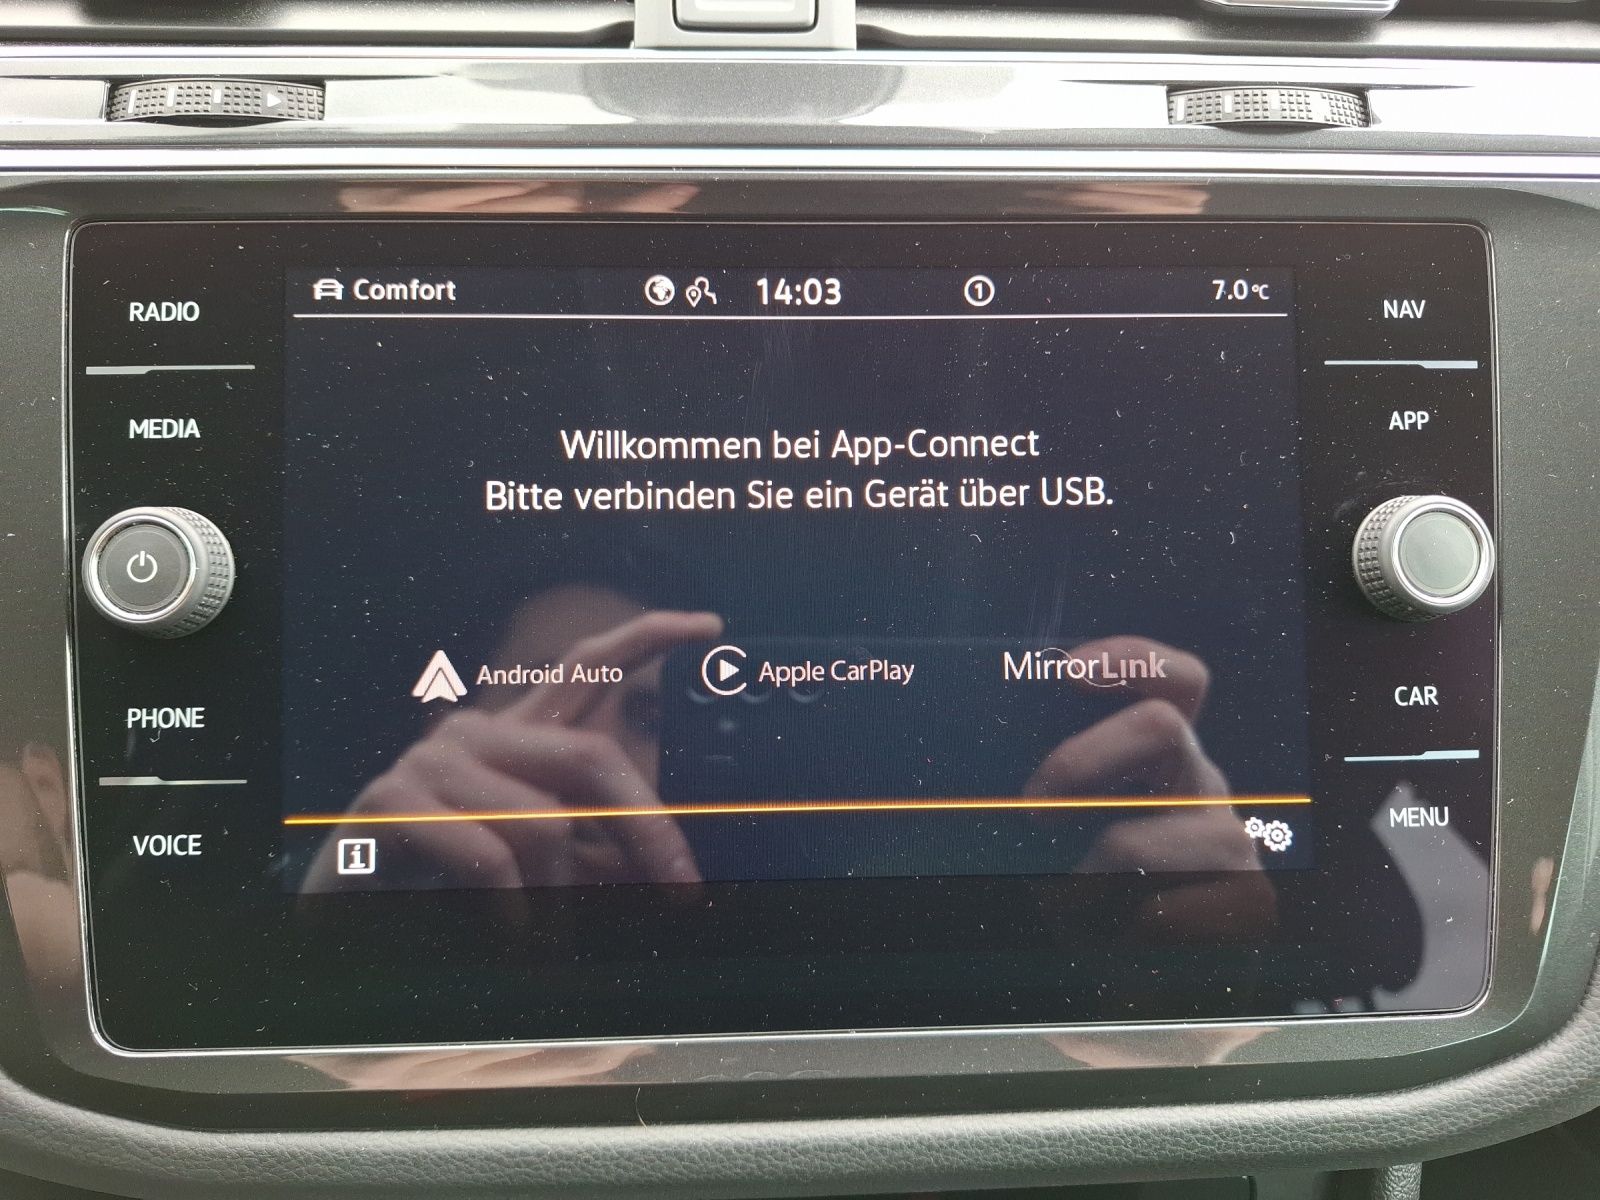 Comfort
14:03
1
7.0°C
RADIO
MEDIA
PHONE
VOICE
Willkommen bei App-Connect
Bitte verbinden Sie ein Gerät über USB.
Android Auto
Apple CarPlay
MirrorLink
NAV
APP
CAR
MENU